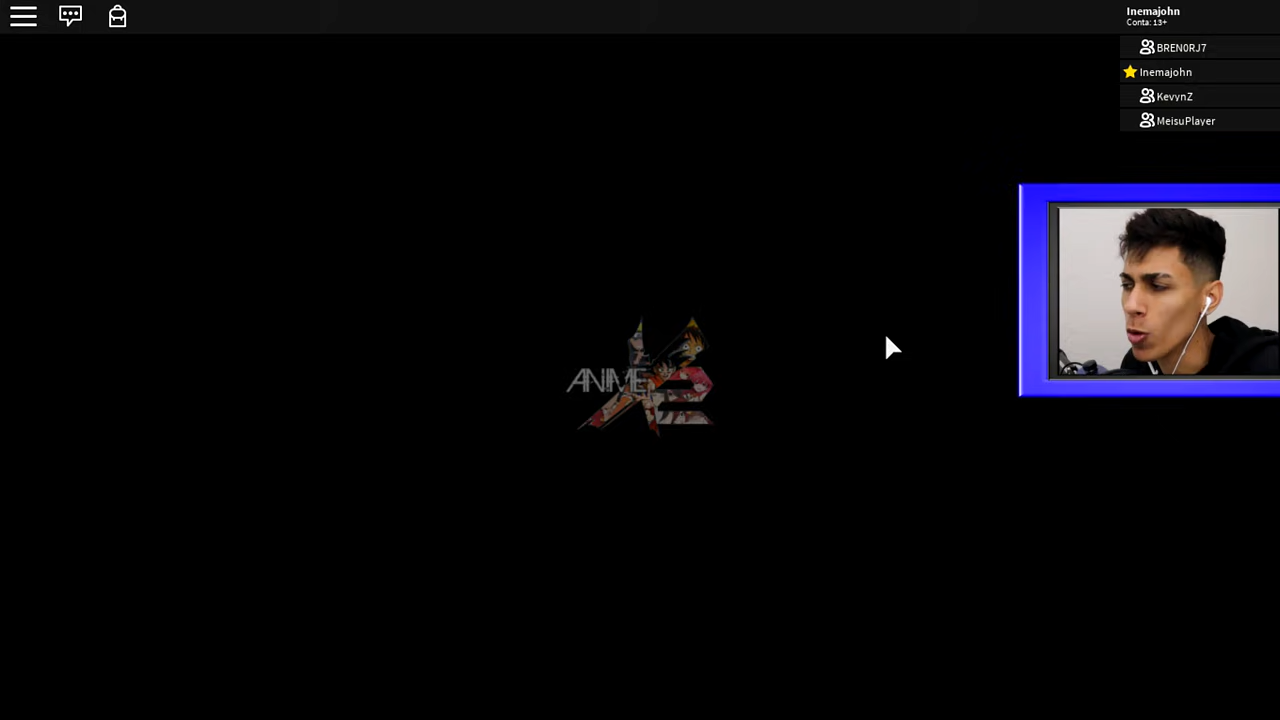 Inemajohn
Conta: 13+
BREN0RJ7
Inemajohn
KevynZ
MeisuPlayer
ANIME